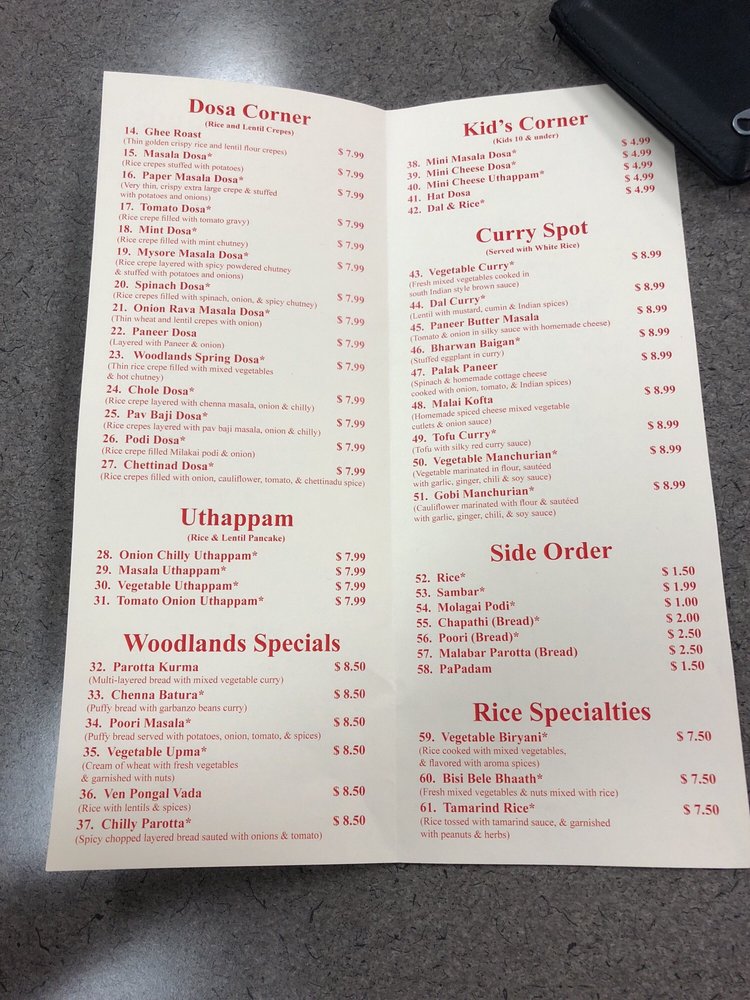 Dosa Corner
(Rice and Lentil Crepes)
14. Ghee Roast $ 7.99
(Thin golden crispy rice and lentil flour crepes)
15. Masala Dosa* $ 7.99
(Rice crepes stuffed with potatoes)
16. Paper Masala Dosa* $ 7.99
(Very thin, crispy extra large crepe & stuffed
with potatoes and onions)
17. Tomato Dosa* $ 7.99
(Rice crepe filled with tomato gravy)
18. Mint Dosa* $ 7.99
(Rice crepe filled with mint chutney)
19. Mysore Masala Dosa* $ 7.99
(Rice crepe layered with spicy powdered chutney
& stuffed with potatoes and onions)
20. Spinach Dosa* $ 7.99
(Rice crepes filled with spinach, onion, & spicy chutney)
21. Onion Rava Masala Dosa* $ 7.99
(Thin wheat and lentil crepes with onion)
22. Paneer Dosa $ 7.99
(Layered with Paneer & onion)
23. Woodlands Spring Dosa* $ 7.99
(Thin rice crepe filled with mixed vegetables
& hot chutney)
24. Chole Dosa* $ 7.99
(Rice crepe layered with chenna masala, onion & chilly)
25. Pav Baji Dosa* $ 7.99
(Rice crepes layered with pav baji masala, onion & chilly)
26. Podi Dosa* $ 7.99
(Rice crepe filled Milakai podi & onion)
27. Chettinad Dosa* $ 7.99
(Rice crepes filled with onion, cauliflower, tomato, & chettinadu spice)
Uthappam
(Rice & Lentil Pancake)
28. Onion Chilly Uthappam* $ 7.99
29. Masala Uthappam* $ 7.99
30. Vegetable Uthappam* $ 7.99
31. Tomato Onion Uthappam* $ 7.99
Woodlands Specials
32. Parotta Kurma $ 8.50
(Multi-layered bread with mixed vegetable curry)
33. Chenna Batura* $ 8.50
(Puffy bread with garbanzo beans curry)
34. Poori Masala* $ 8.50
(Puffy bread served with potatoes, onion, tomato, & spices)
35. Vegetable Upma* $ 8.50
(Cream of wheat with fresh vegetables
& garnished with nuts)
36. Ven Pongal Vada $ 8.50
(Rice with lentils & spices)
37. Chilly Parotta* $ 8.50
(Spicy chopped layered bread sauted with onions & tomato)
Kid's Corner
(Kids 10 & under)
38. Mini Masala Dosa* $ 4.99
39. Mini Cheese Dosa* $ 4.99
40. Mini Cheese Uthappam* $ 4.99
41. Hat Dosa $ 4.99
42. Dal & Rice* $ 4.99
Curry Spot
(Served with White Rice)
43. Vegetable Curry* $ 8.99
(Fresh mixed vegetables cooked in
south Indian style brown sauce)
44. Dal Curry* $ 8.99
(Lentil with mustard, cumin & Indian spices)
45. Paneer Butter Masala $ 8.99
(Tomato & onion in silky sauce with homemade cheese)
46. Bharwan Baigan* $ 8.99
(Stuffed eggplant in curry)
47. Palak Paneer $ 8.99
(Spinach & homemade cottage cheese
cooked with onion, tomato, & Indian spices)
48. Malai Kofta $ 8.99
(Homemade spiced cheese mixed vegetable
cutlets & onion sauce)
49. Tofu Curry* $ 8.99
(Tofu with silky red curry sauce)
50. Vegetable Manchurian* $ 8.99
(Vegetable marinated in flour, sautéed
with garlic, ginger, chili & soy sauce)
51. Gobi Manchurian* $ 8.99
(Cauliflower marinated with flour & sautéed
with garlic, ginger, chili, & soy sauce)
Side Order
52. Rice* $ 1.50
53. Sambar* $ 1.99
54. Molagai Podi* $ 1.00
55. Chapathi (Bread)* $ 2.00
56. Poori (Bread)* $ 2.50
57. Malabar Parotta (Bread) $ 2.50
58. PaPadam $ 1.50
Rice Specialties
59. Vegetable Biryani* $ 7.50
(Rice cooked with mixed vegetables,
& flavored with aroma spices)
60. Bisi Bele Bhaath* $ 7.50
(Fresh mixed vegetables & nuts mixed with rice)
61. Tamarind Rice* $ 7.50
(Rice tossed with tamarind sauce, & garnished
with peanuts & herbs)